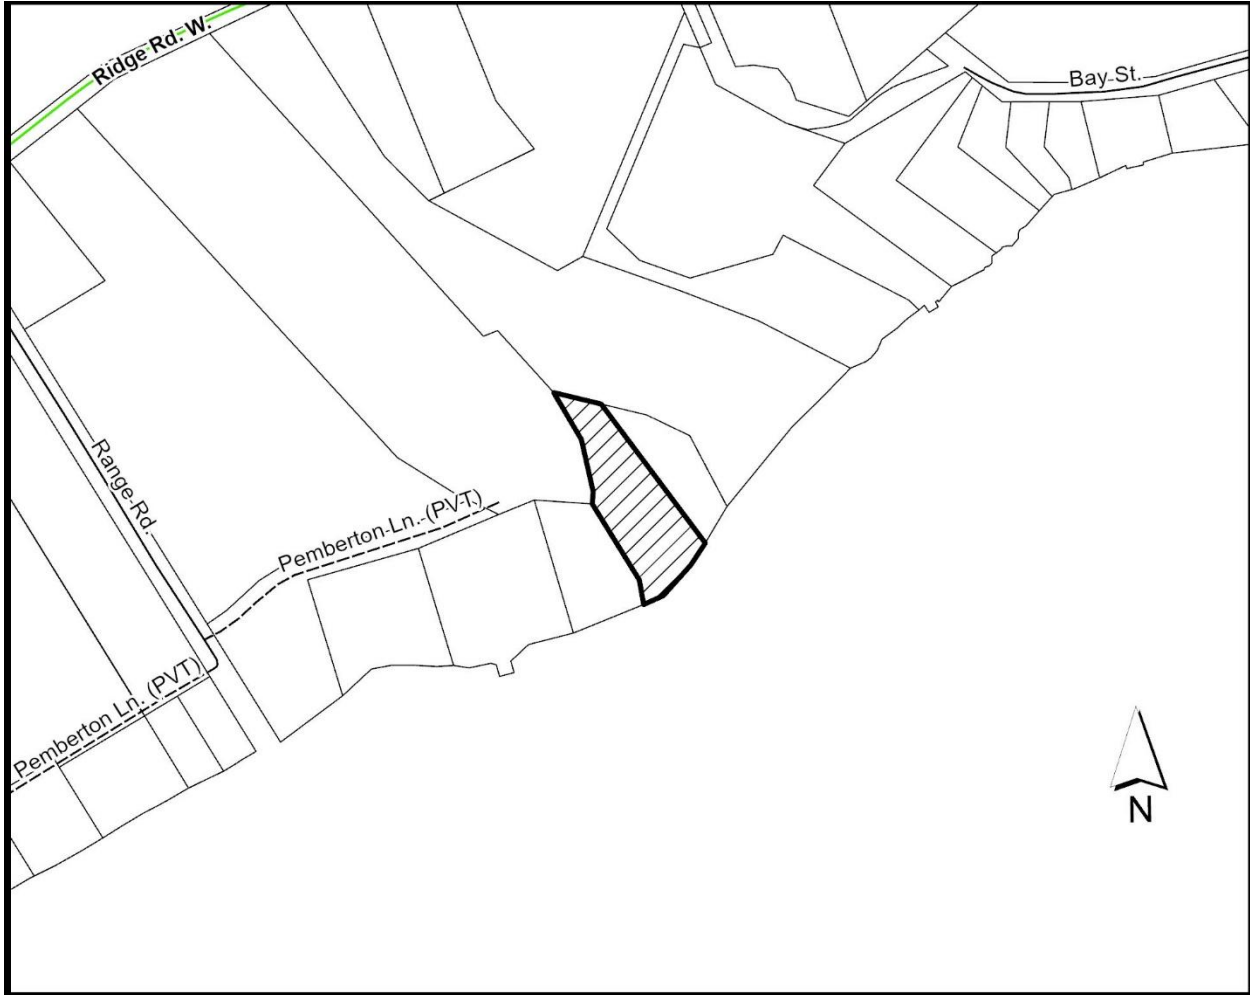 Ridge Rd. W.
Bay St.
Range Rd.
Pemberton Ln. (PVT)
Pemberton Ln. (PVT)
N